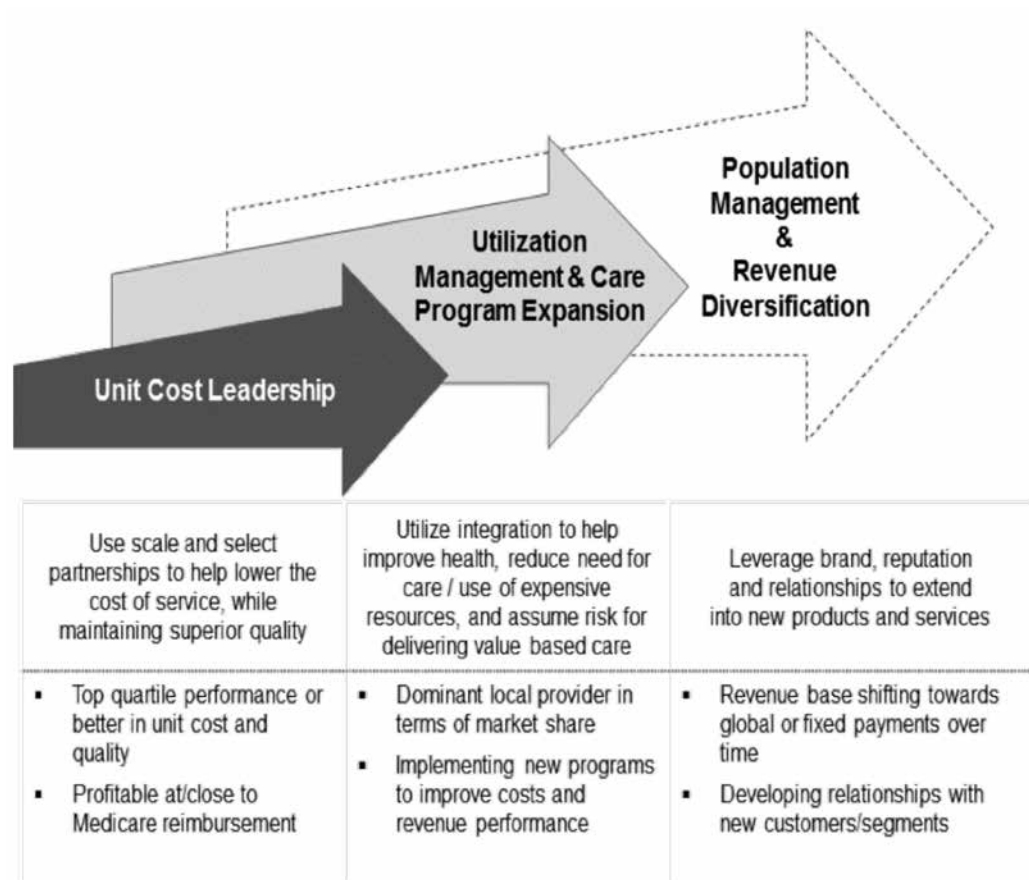 Population
Management
&
Revenue
Diversification
Utilization
Management & Care
Program Expansion
Unit Cost Leadership
Use scale and select
partnerships to help lower the
cost of service, while
maintaining superior quality
Utilize integration to help
improve health, reduce need for
care / use of expensive
resources, and assume risk for
delivering value based care
Leverage brand, reputation
and relationships to extend
into new products and services
▪ Top quartile performance or
better in unit cost and
quality
▪ Profitable at/close to
Medicare reimbursement
▪ Dominant local provider in
terms of market share
▪ Implementing new programs
to improve costs and
revenue performance
▪ Revenue base shifting towards
global or fixed payments over
time
▪ Developing relationships with
new customers/segments